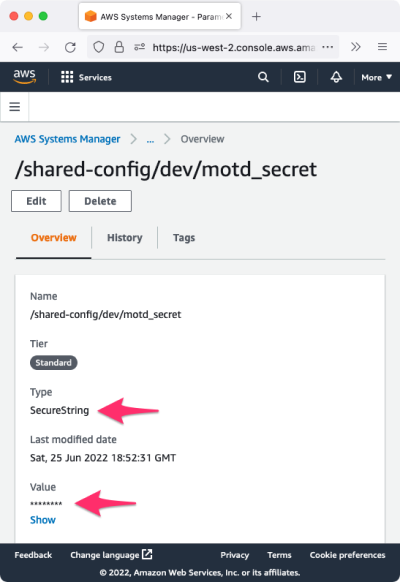 AWS Systems Manager - Param
https://us-west-2.console.aws.ama
aws Services More
AWS Systems Manager ... Overview
/shared-config/dev/motd_secret
Edit Delete
Overview History Tags
Name
/shared-config/dev/motd_secret
Tier
Standard
Type
SecureString
Last modified date
Sat, 25 Jun 2022 18:52:31 GMT
Value
********
Show
Feedback Change language Privacy Terms Cookie preferences
© 2022, Amazon Web Services, Inc. or its affiliates.